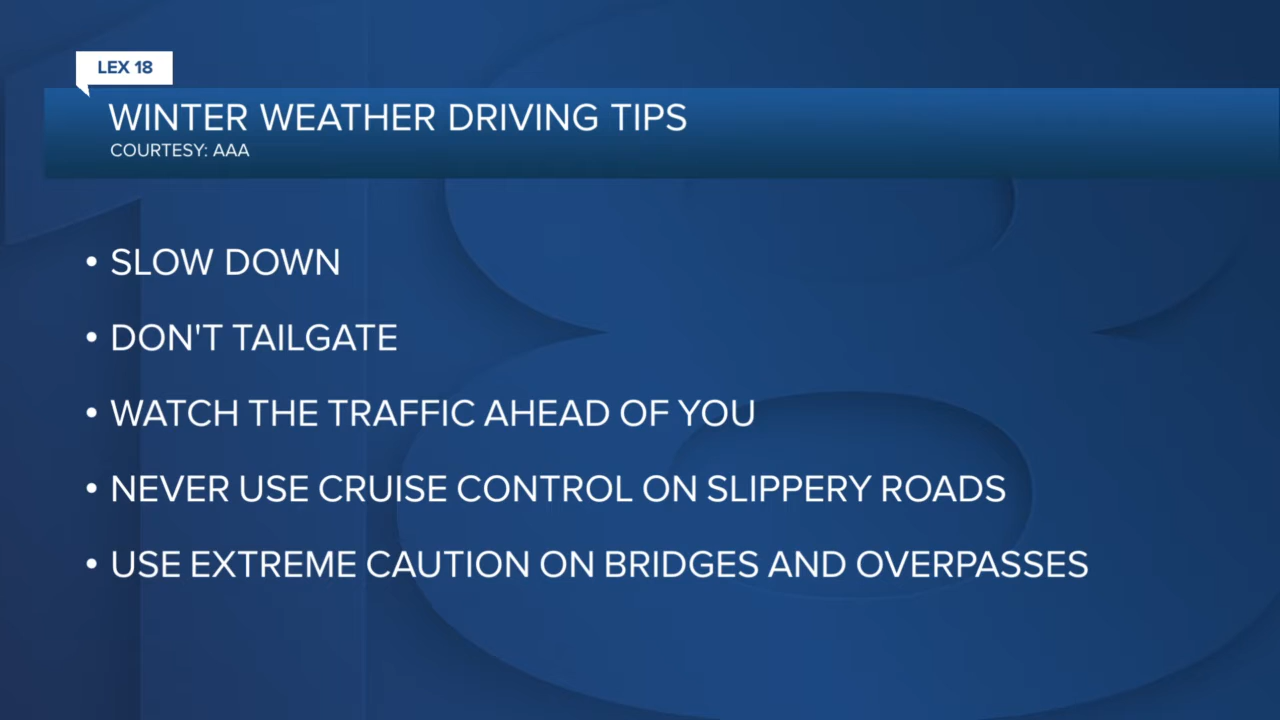 LEX 18
WINTER WEATHER DRIVING TIPS
COURTESY: AAA
• SLOW DOWN
• DON'T TAILGATE
• WATCH THE TRAFFIC AHEAD OF YOU
• NEVER USE CRUISE CONTROL ON SLIPPERY ROADS
• USE EXTREME CAUTION ON BRIDGES AND OVERPASSES